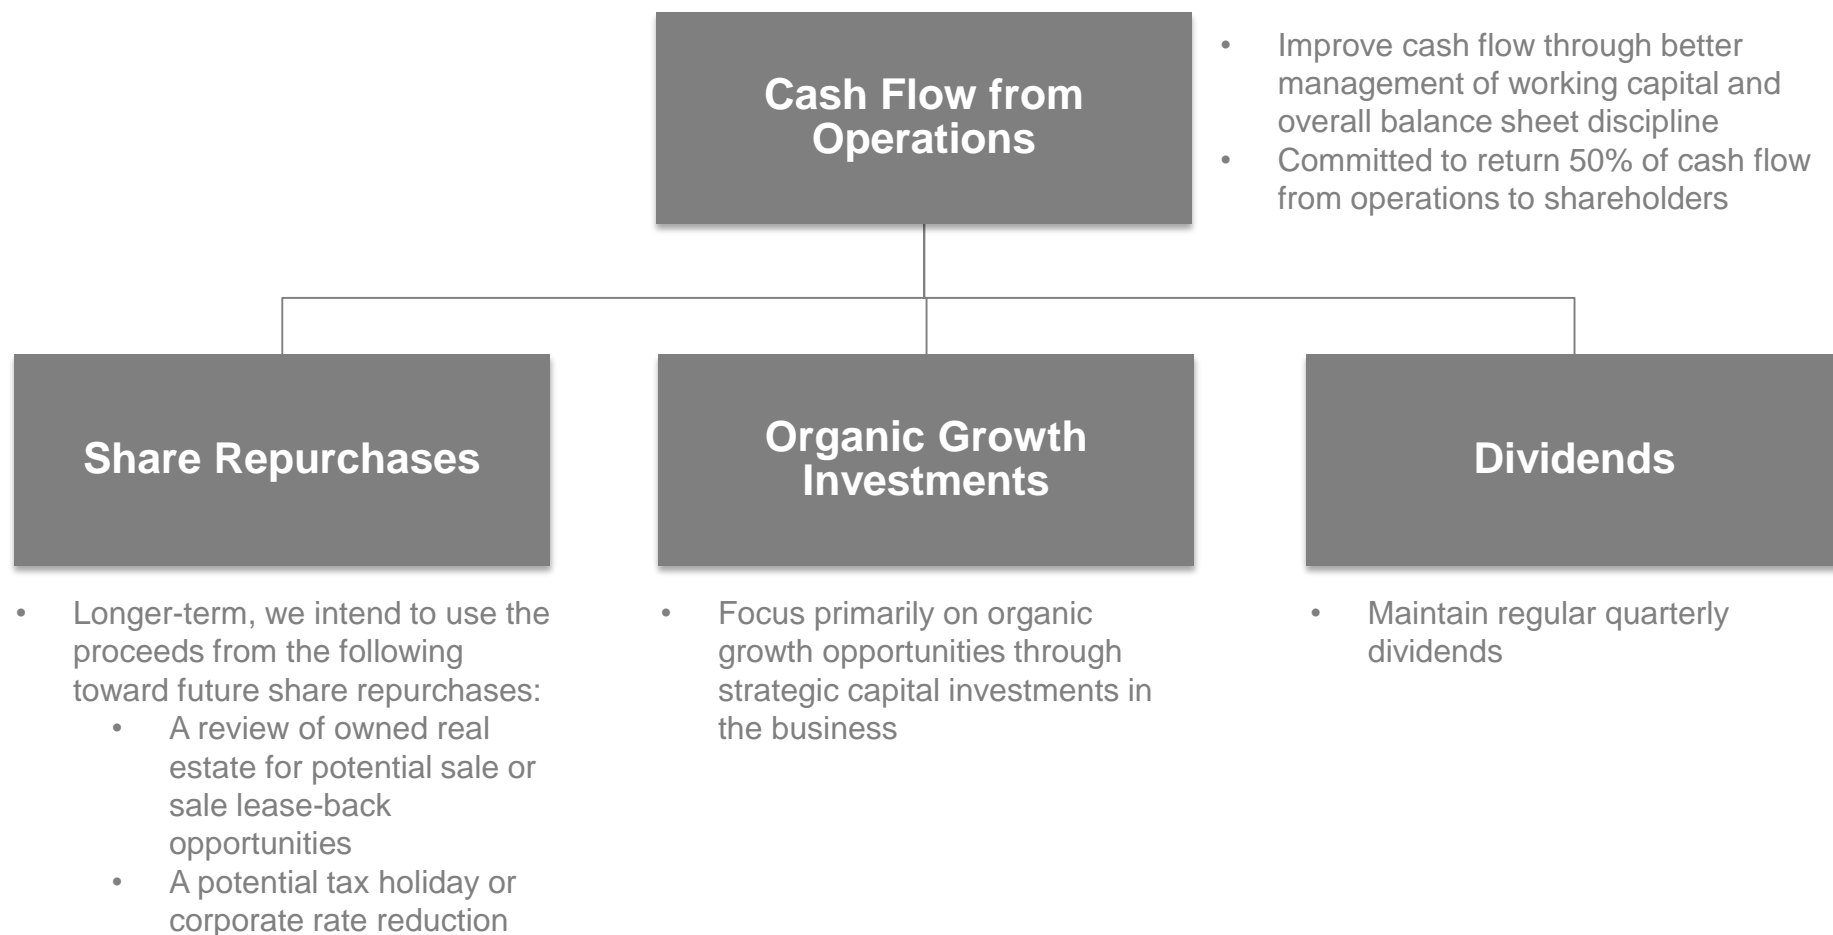 Cash Flow from
Operations
• Improve cash flow through better
management of working capital and
overall balance sheet discipline
• Committed to return 50% of cash flow
from operations to shareholders
Share Repurchases
Organic Growth
Investments
Dividends
• Longer-term, we intend to use the
proceeds from the following
toward future share repurchases:
• A review of owned real
estate for potential sale or
sale lease-back
opportunities
• A potential tax holiday or
corporate rate reduction
• Focus primarily on organic
growth opportunities through
strategic capital investments in
the business
• Maintain regular quarterly
dividends